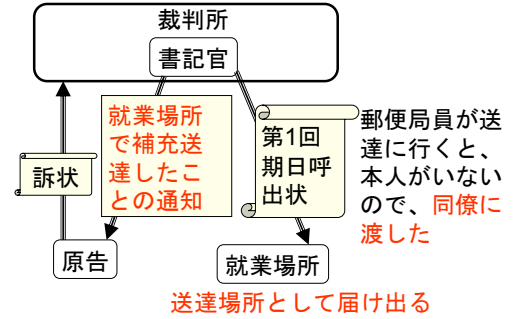 裁判所
書記官
就業場所
で補充送
達したこ
との通知
第1回
期日呼
出状
郵便局員が送
達に行くと、
本人がいない
ので、同僚に
渡した
訴状
原告
就業場所
送達場所として届け出る